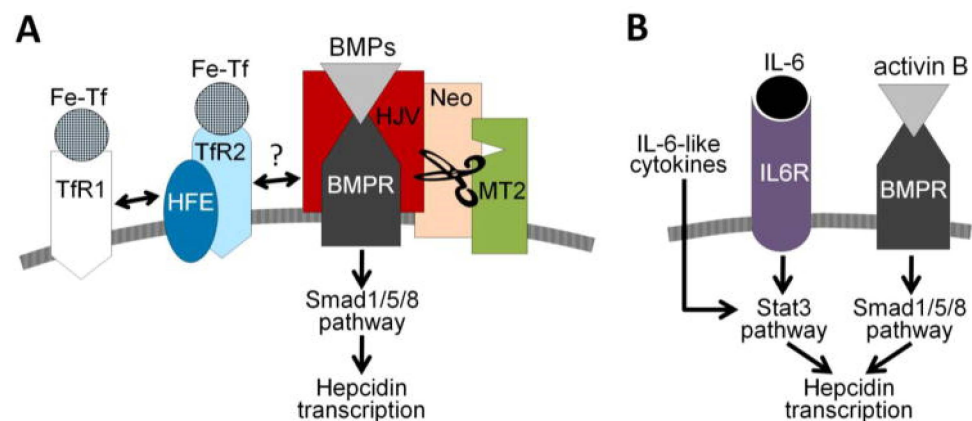 A
BMPs
Fe-Tf
Fe-Tf
Neo
HJV
TfR2
?
TfR1
HFE
BMPR
MT2
Smad1/5/8
pathway
Hepcidin
transcription
B
IL-6
activin B
IL-6-like
cytokines
IL6R
BMPR
Stat3
pathway
Smad1/5/8
pathway
Hepcidin
transcription